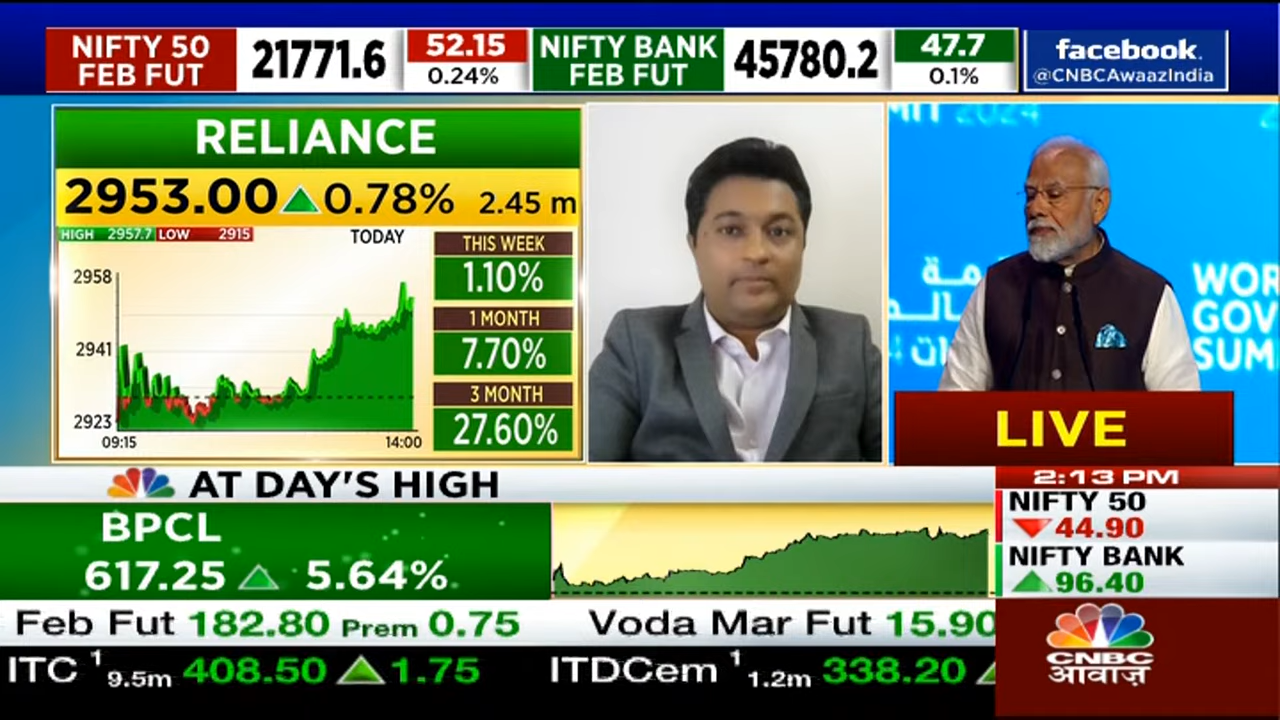 NIFTY 50
FEB FUT
21771.6
52.15
0.24%
NIFTY BANK
FEB FUT
45780.2
47.7
0.1%
facebook.
@CNBCAwaazIndia
RELIANCE
2953.00 ▲ 0.78% 2.45 m
HIGH 2957.7 LOW 2915
TODAY
2958
2941
2923
09:15 14:00
THIS WEEK
1.10%
1 MONTH
7.70%
3 MONTH
27.60%
2024
WOR
GOV
SUM
LIVE
AT DAY'S HIGH
BPCL
617.25 ▲ 5.64%
2:13 PM
NIFTY 50
▼ 44.90
NIFTY BANK
▲ 96.40
Feb Fut 182.80 Prem 0.75 Voda Mar Fut 15.90
ITC 1 9.5m 408.50 ▲ 1.75 ITDCem 1 1.2m 338.20
CNBC
आवाज़